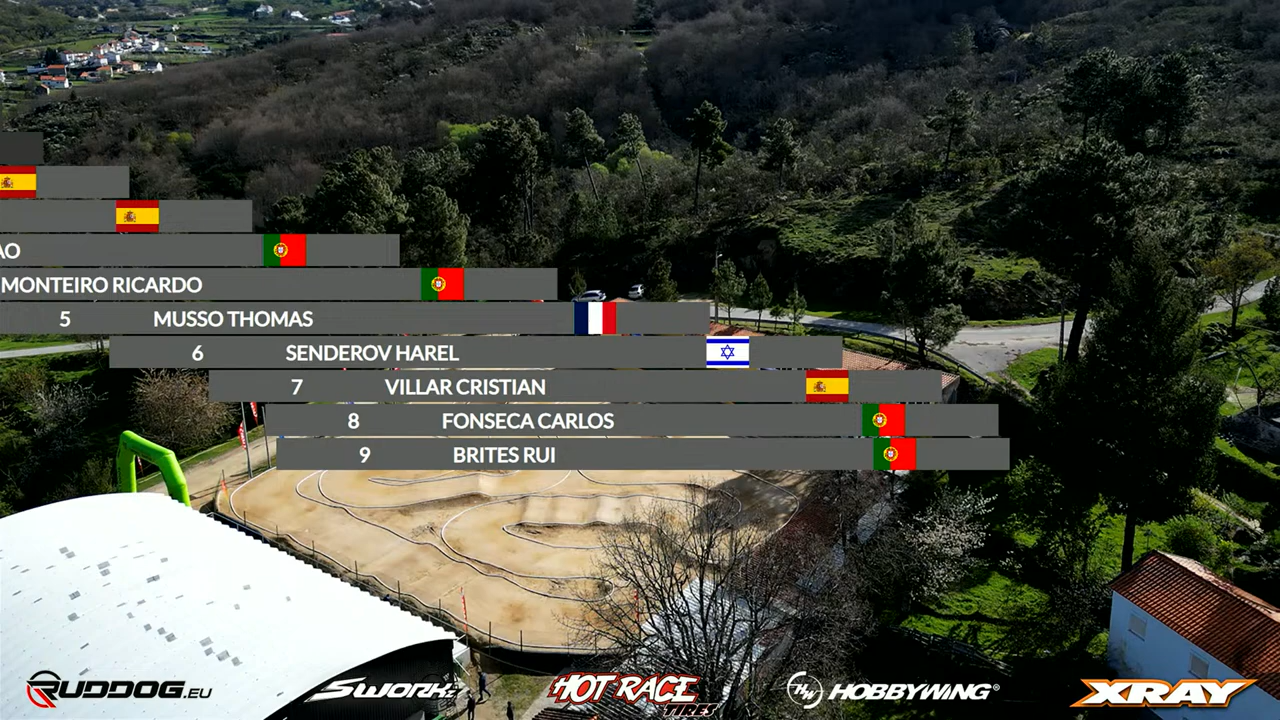 AO
MONTEIRO RICARDO
5 MUSSO THOMAS
6 SENDEROV HAREL
7 VILLAR CRISTIAN
8 FONSECA CARLOS
9 BRITES RUI
RUDDOG.EU
SWORKz
HOT RACE
TIRES
HW HOBBYWING®
XRAY